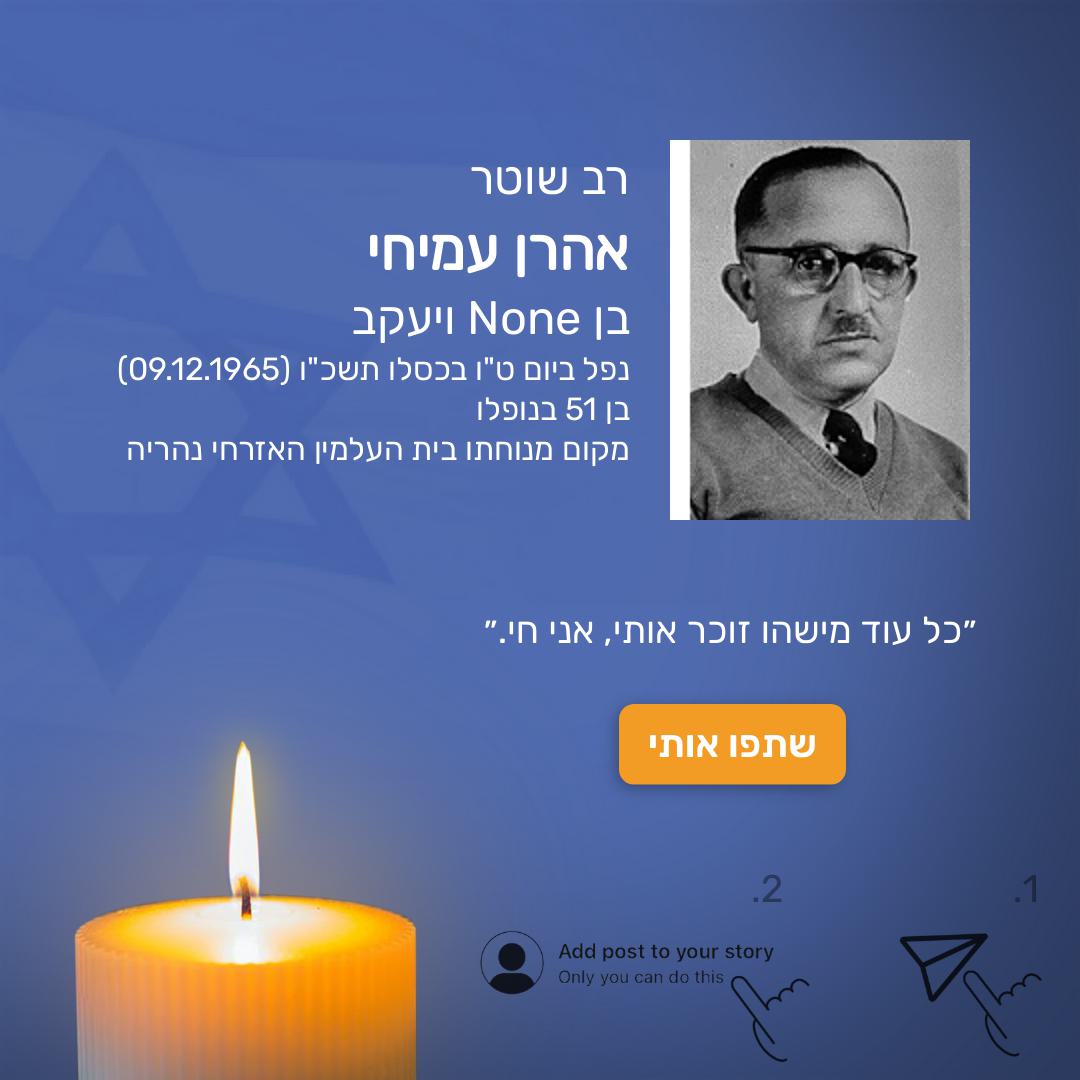 רב שוטר
אהרן עמיחי
בן None ויעקב
נפל ביום ט"ו בכסלו תשכ"ו (09.12.1965)
בן 51 בנופלו
מקום מנוחתו בית העלמין האזרחי נהריה
״כל עוד מישהו זוכר אותי, אני חי.״
שתפו אותי
.1
.2
Add post to your story
Only you can do this